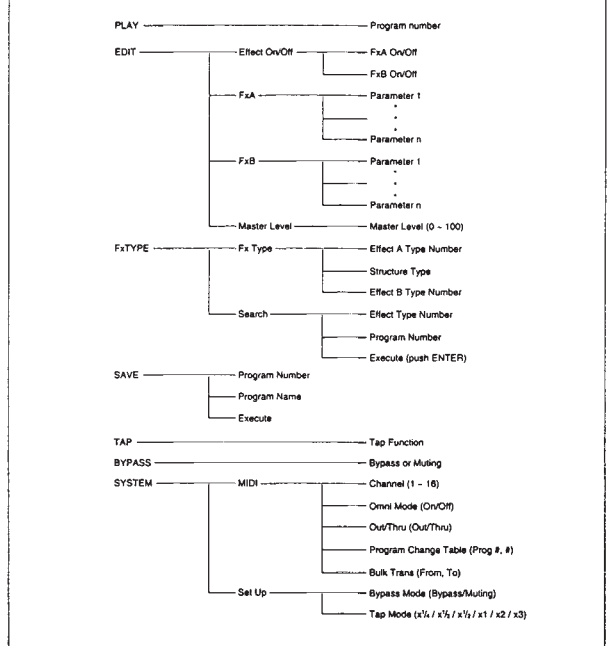 PLAY Program number
EDIT Effect On/Off FxA On/Off
FxB On/Off
FxA Parameter 1
Parameter n
FxB Parameter 1
Parameter n
Master Level Master Level (0 ~ 100)
FxTYPE Fx Type Effect A Type Number
Structure Type
Effect B Type Number
Search Effect Type Number
Program Number
Execute (push ENTER)
SAVE Program Number
Program Name
Execute
TAP Tap Function
BYPASS Bypass or Muting
SYSTEM MIDI Channel (1 ~ 16)
Omni Mode (On/Off)
Out/Thru (Out/Thru)
Program Change Table (Prog #, #)
Bulk Trans (From, To)
Set Up Bypass Mode (Bypass/Muting)
Tap Mode (x¹/₄ / / x¹/₂ / x1 / x2 / x3)